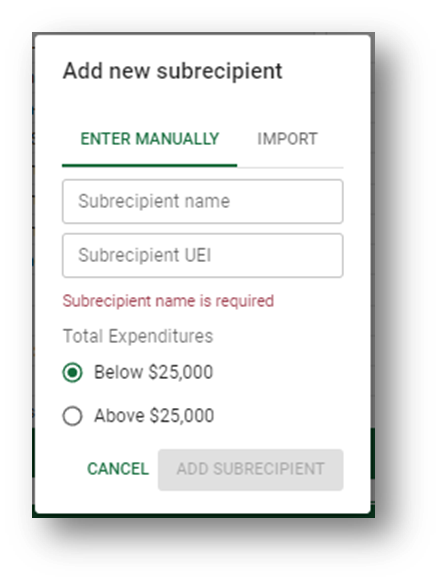 Add new subrecipient
ENTER MANUALLY IMPORT
Subrecipient name
Subrecipient UEI
Subrecipient name is required
Total Expenditures
Below $25,000
Above $25,000
CANCEL ADD SUBRECIPIENT